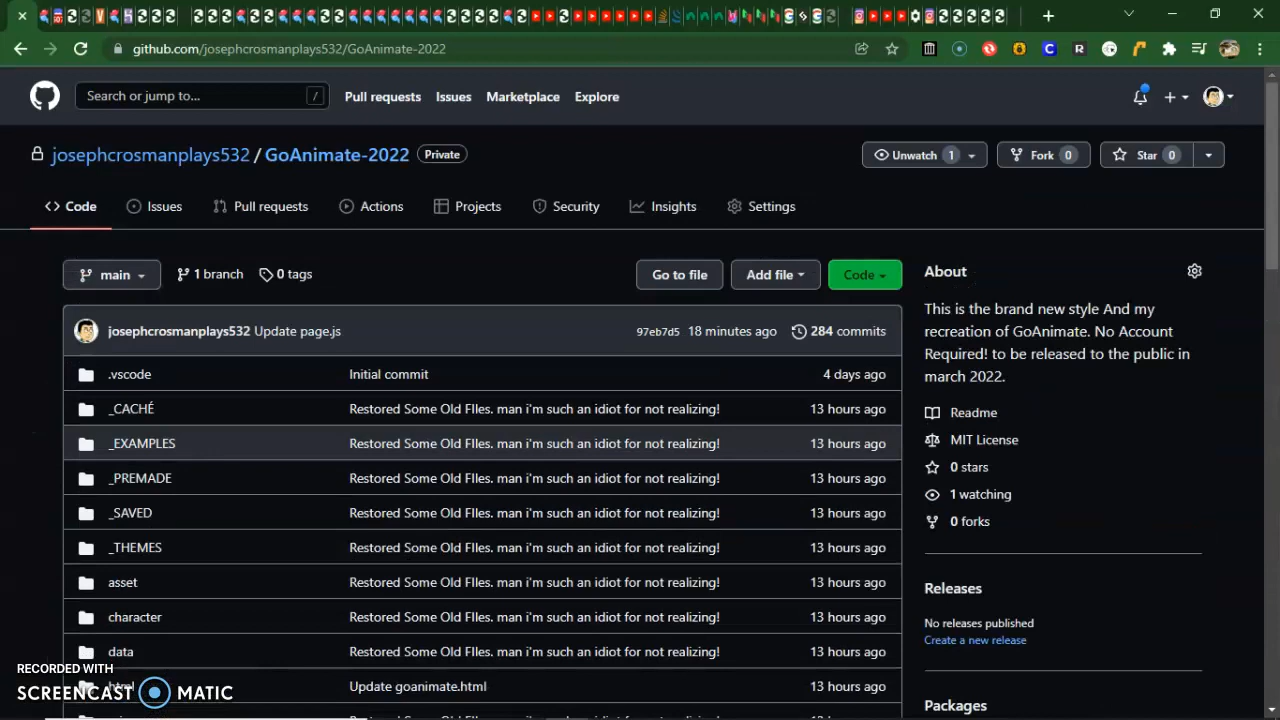 github.com/josephcrosmanplays532/GoAnimate-2022
Search or jump to... /
Pull requests Issues Marketplace Explore
josephcrosmanplays532 / GoAnimate-2022 Private
Unwatch 1 Fork 0 Star 0
Code Issues Pull requests Actions Projects Security Insights Settings
main 1 branch 0 tags Go to file Add file Code
josephcrosmanplays532 Update page.js 97eb7d5 18 minutes ago 284 commits
.vscode Initial commit 4 days ago
_CACHÉ Restored Some Old FIles. man i'm such an idiot for not realizing! 13 hours ago
_EXAMPLES Restored Some Old FIles. man i'm such an idiot for not realizing! 13 hours ago
_PREMADE Restored Some Old FIles. man i'm such an idiot for not realizing! 13 hours ago
_SAVED Restored Some Old FIles. man i'm such an idiot for not realizing! 13 hours ago
_THEMES Restored Some Old FIles. man i'm such an idiot for not realizing! 13 hours ago
asset Restored Some Old FIles. man i'm such an idiot for not realizing! 13 hours ago
character Restored Some Old FIles. man i'm such an idiot for not realizing! 13 hours ago
data Restored Some Old FIles. man i'm such an idiot for not realizing! 13 hours ago
html Update goanimate.html 13 hours ago
About
This is the brand new style And my
recreation of GoAnimate. No Account
Required! to be released to the public in
march 2022.
Readme
MIT License
0 stars
1 watching
0 forks
Releases
No releases published
Create a new release
Packages
RECORDED WITH
SCREENCAST MATIC